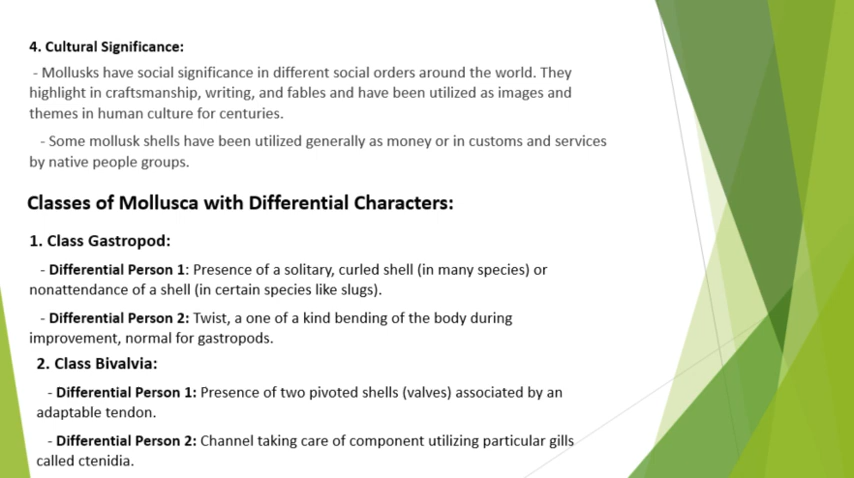 4. Cultural Significance:
- Mollusks have social significance in different social orders around the world. They
highlight in craftsmanship, writing, and fables and have been utilized as images and
themes in human culture for centuries.
- Some mollusk shells have been utilized generally as money or in customs and services
by native people groups.
Classes of Mollusca with Differential Characters:
1. Class Gastropod:
- Differential Person 1: Presence of a solitary, curled shell (in many species) or
nonattendance of a shell (in certain species like slugs).
- Differential Person 2: Twist, a one of a kind bending of the body during
improvement, normal for gastropods.
2. Class Bivalvia:
- Differential Person 1: Presence of two pivoted shells (valves) associated by an
adaptable tendon.
- Differential Person 2: Channel taking care of component utilizing particular gills
called ctenidia.